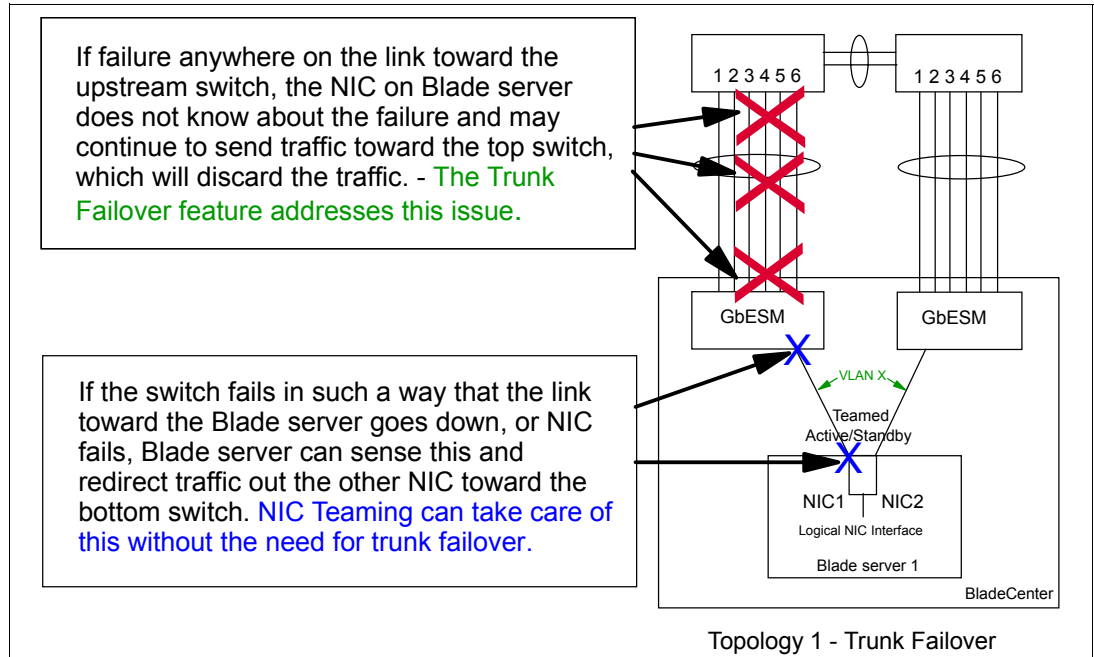 If failure anywhere on the link toward the
upstream switch, the NIC on Blade server
does not know about the failure and may
continue to send traffic toward the top switch,
which will discard the traffic. - The Trunk
Failover feature addresses this issue.
1 2 3 4 5 6
1 2 3 4 5 6
GbESM
GbESM
If the switch fails in such a way that the link
toward the Blade server goes down, or NIC
fails, Blade server can sense this and
redirect traffic out the other NIC toward the
bottom switch. NIC Teaming can take care of
this without the need for trunk failover.
VLAN X
Teamed
Active/Standby
NIC1
NIC2
Logical NIC Interface
Blade server 1
BladeCenter
Topology 1 - Trunk Failover